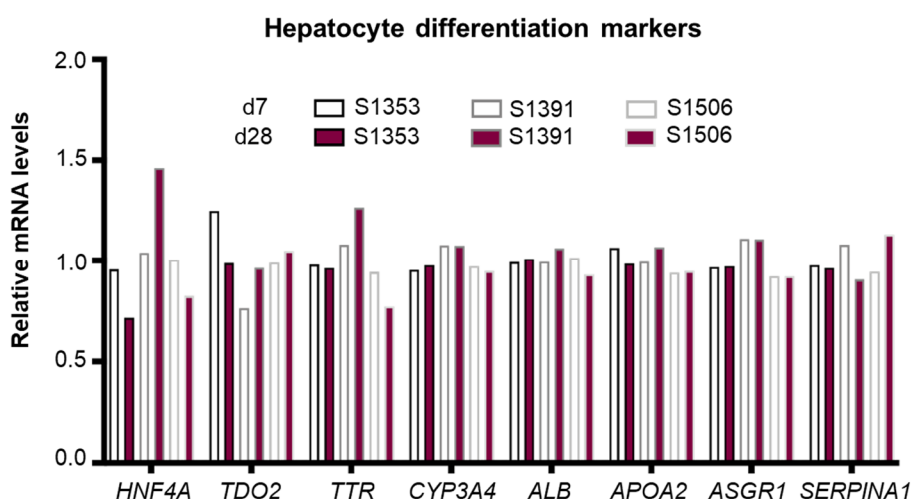 Hepatocyte differentiation markers
2.0
1.5
1.0
0.5
0.0
Relative mRNA levels
d7 S1353 S1391 S1506
d28 S1353 S1391 S1506
HNF4A TDO2 TTR CYP3A4 ALB APOA2 ASGR1 SERPINA1